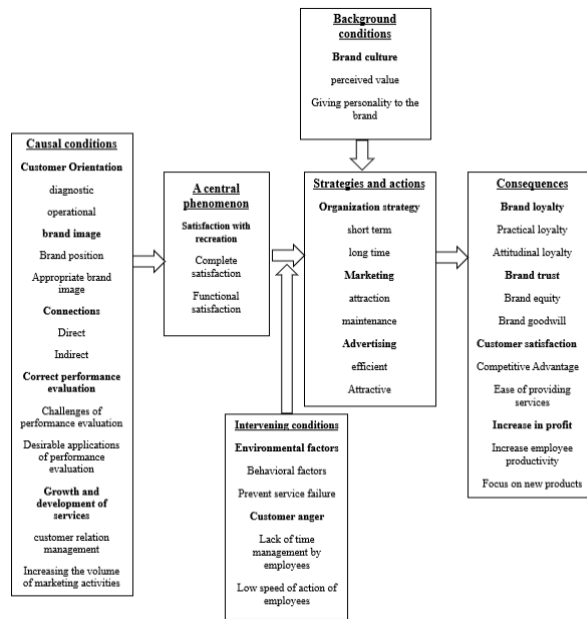 Background
conditions
Brand culture
perceived value
Giving personality to the
brand
Causal conditions
Customer Orientation
diagnostic
operational
brand image
Brand position
Appropriate brand
image
Connections
Direct
Indirect
Correct performance
evaluation
Challenges of
performance evaluation
Desirable applications
of performance
evaluation
Growth and
development of
services
customer relation
management
Increasing the volume
of marketing activities
A central
phenomenon
Satisfaction with
recreation
Complete
satisfaction
Functional
satisfaction
Strategies and actions
Organization strategy
short term
long time
Marketing
attraction
maintenance
Advertising
efficient
Attractive
Intervening conditions
Environmental factors
Behavioral factors
Prevent service failure
Customer anger
Lack of time
management by
employees
Low speed of action of
employees
Consequences
Brand loyalty
Practical loyalty
Attitudinal loyalty
Brand trust
Brand equity
Brand goodwill
Customer satisfaction
Competitive Advantage
Ease of providing
services
Increase in profit
Increase employee
productivity
Focus on new products